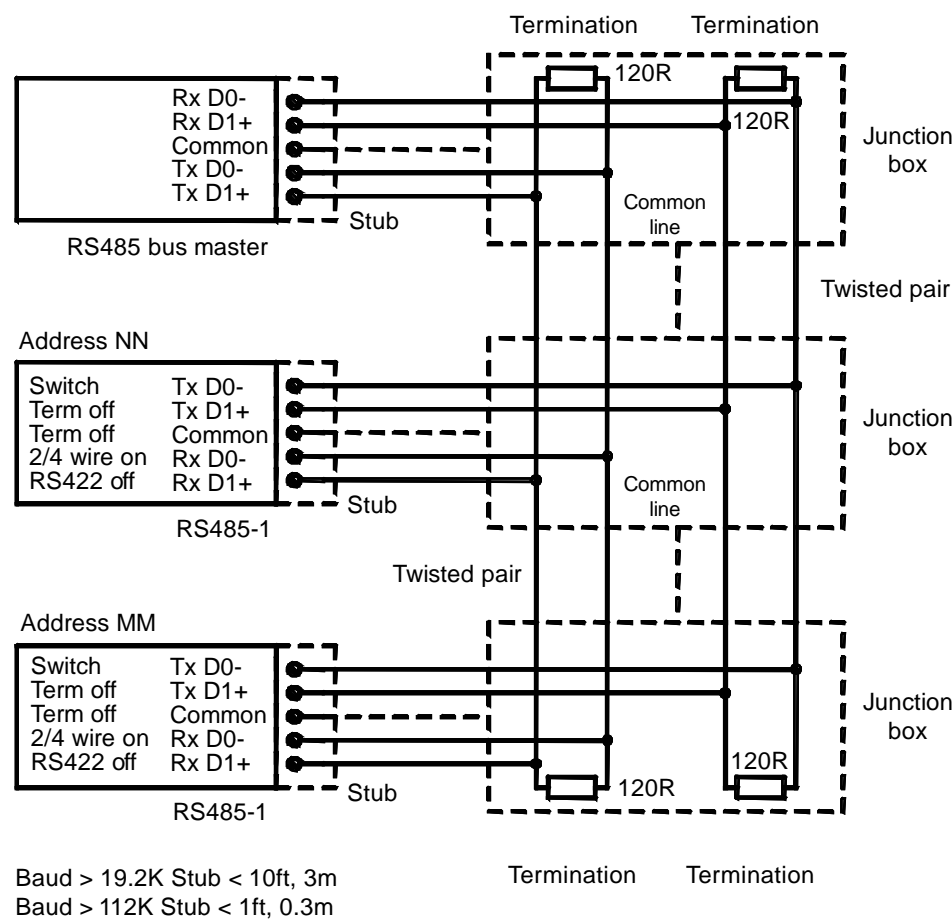 Termination Termination
120R
120R
Rx D0-
Rx D1+
Common
Tx D0-
Tx D1+
Junction
box
Common
line
Stub
RS485 bus master
Twisted pair
Address NN
Switch Tx D0-
Term off Tx D1+
Term off Common
2/4 wire on Rx D0-
RS422 off Rx D1+
Junction
box
Common
line
Stub
RS485-1
Twisted pair
Address MM
Switch Tx D0-
Term off Tx D1+
Term off Common
2/4 wire on Rx D0-
RS422 off Rx D1+
Junction
box
120R
120R
Stub
RS485-1
Termination Termination
Baud > 19.2K Stub < 10ft, 3m
Baud > 112K Stub < 1ft, 0.3m